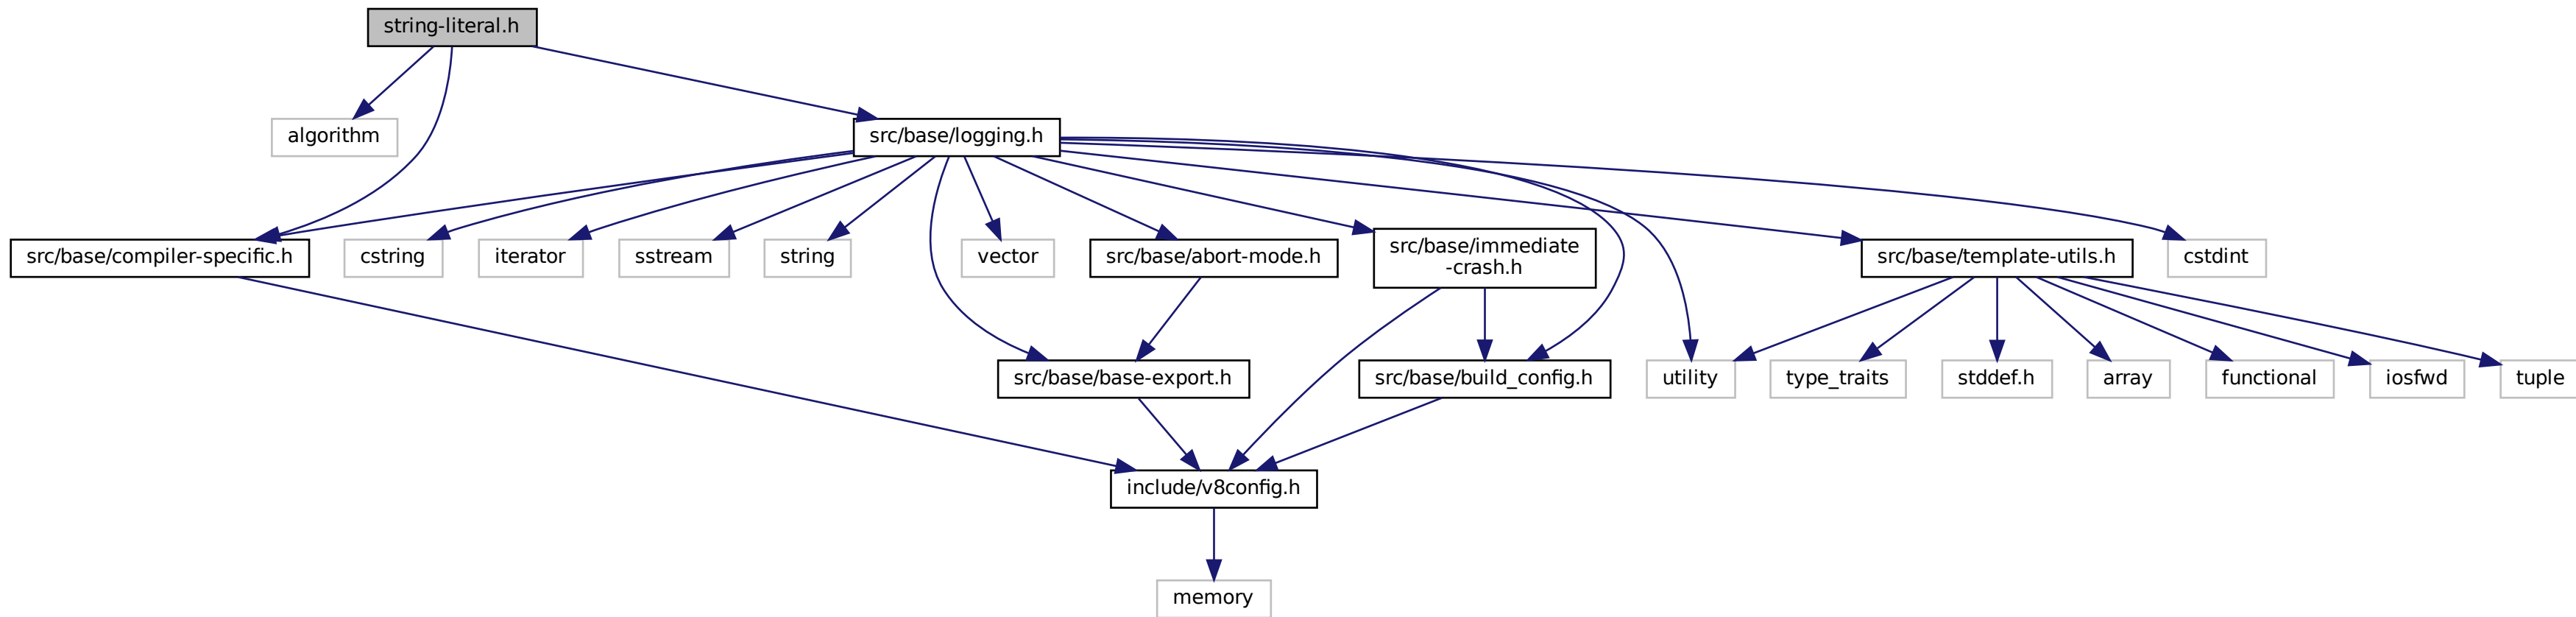 string-literal.h
algorithm
src/base/logging.h
src/base/compiler-specific.h
cstring
iterator
sstream
string
vector
src/base/abort-mode.h
src/base/immediate
-crash.h
src/base/template-utils.h
cstdint
src/base/base-export.h
src/base/build_config.h
utility
type_traits
stddef.h
array
functional
iosfwd
tuple
include/v8config.h
memory